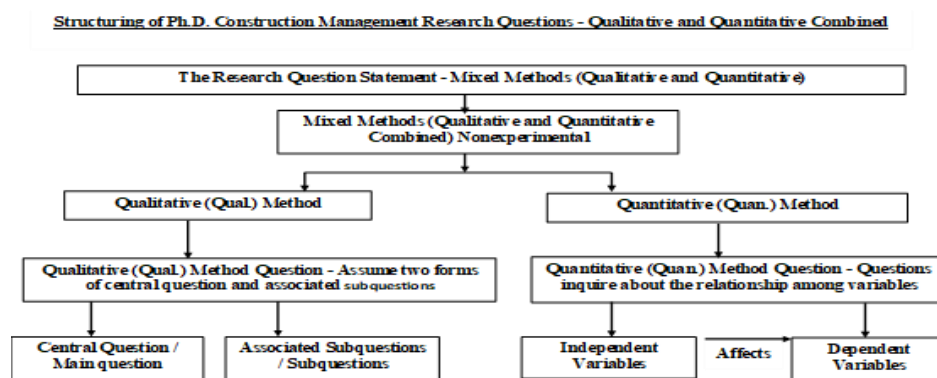 Structuring of Ph.D. Construction Management Research Questions - Qualitative and Quantitative Combined
The Research Question Statement - Mixed Methods (Qualitative and Quantitative)
Mixed Methods (Qualitative and Quantitative
Combined) Nonexperimental
Qualitative (Qual.) Method
Quantitative (Quan.) Method
Qualitative (Qual.) Method Question - Assume two forms
of central question and associated subquestions
Quantitative (Quan.) Method Question - Questions
inquire about the relationship among variables
Central Question /
Main question
Associated Subquestions
/ Subquestions
Independent
Variables
Affects
Dependent
Variables